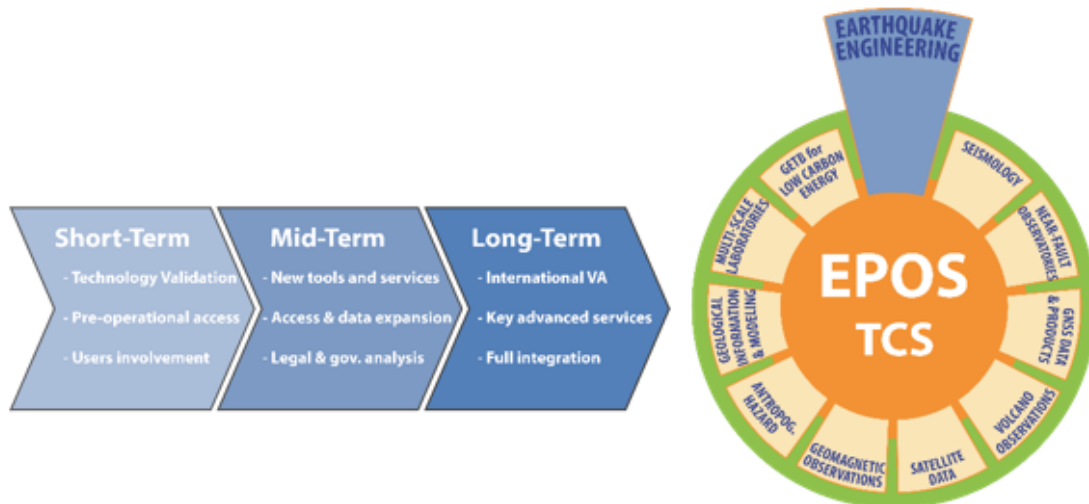 Short-Term
- Technology Validation
- Pre-operational access
- Users involvement
Mid-Term
- New tools and services
- Access & data expansion
- Legal & gov. analysis
Long-Term
- International VA
- Key advanced services
- Full integration
EARTHQUAKE
ENGINEERING
SEISMOLOGY
NEAR-FAULT
OBSERVATORIES
GNSS DATA
& PRODUCTS
VOLCANO
OBSERVATIONS
SATELLITE
DATA
GEOMAGNETIC
OBSERVATIONS
ANTROPOG.
HAZARD
GEOLOGICAL
INFORMATION
& MODELING
MULTI-SCALE
LABORATORIES
GETB for
LOW CARBON
ENERGY
EPOS
TCS